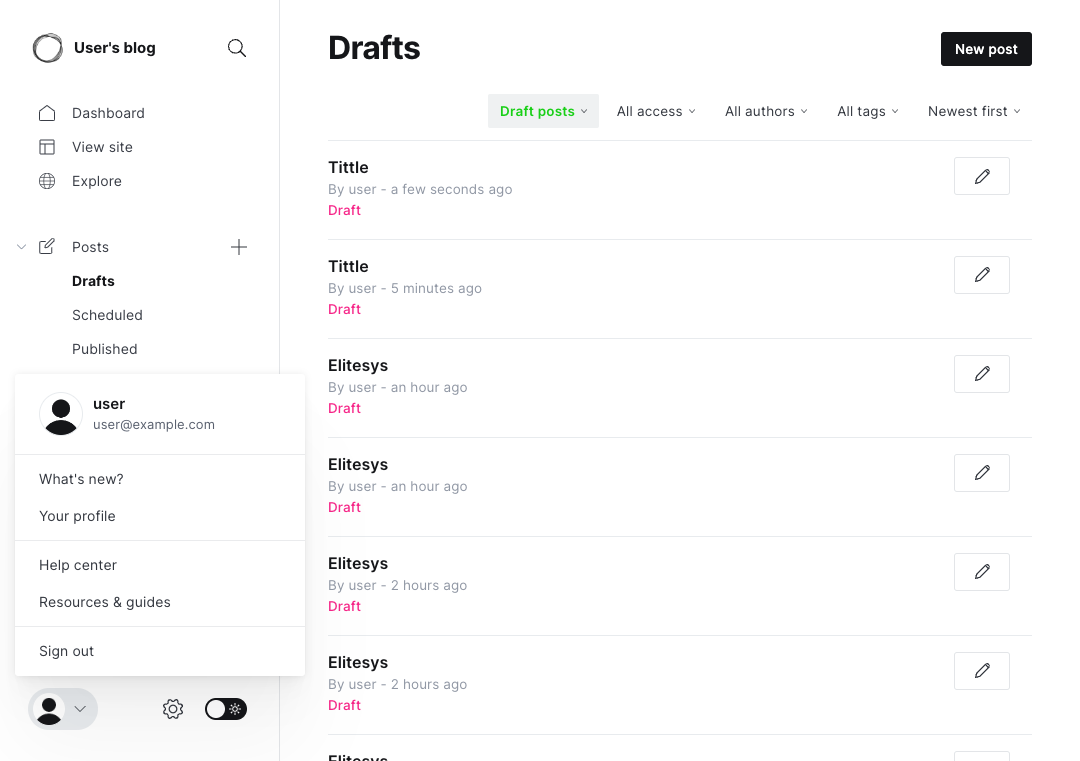 User's blog
Dashboard
View site
Explore
Posts
Drafts
Scheduled
Published
user
user@example.com
What's new?
Your profile
Help center
Resources & guides
Sign out
Drafts
New post
Draft posts All access All authors All tags Newest first
Tittle
By user - a few seconds ago
Draft
Tittle
By user - 5 minutes ago
Draft
Elitesys
By user - an hour ago
Draft
Elitesys
By user - an hour ago
Draft
Elitesys
By user - 2 hours ago
Draft
Elitesys
By user - 2 hours ago
Draft
Elitesys